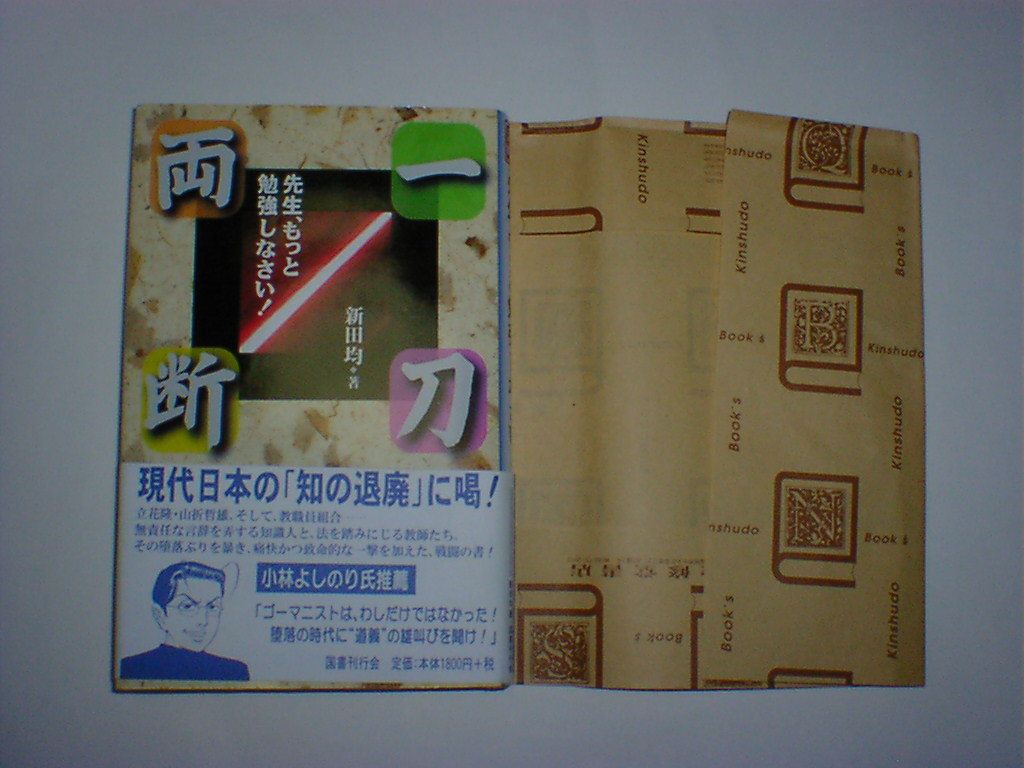 一刀
両断
先生、もっと
勉強しなさい!
新田均・著
現代日本の「知の退廃」に喝!
立花隆・山折哲雄、そして、教職員組合……
無責任な言辞を弄する知識人と、法を踏みにじる教師たち。
その堕落ぶりを暴き、痛快かつ致命的な一撃を加えた、戦闘の書!
小林よしのり氏推薦
「ゴーマニストは、わしだけではなかった!
堕落の時代に“道義”の雄叫びを聞け!」
国書刊行会 定価:本体1800円+税
Kinshudo
nshudo
Book's
Kinshudo
Book's
B
Book's
Kinshudo
Book's
Kinshudo
N
nshudo
Book's
Book's
Kinshudo
S
Book's